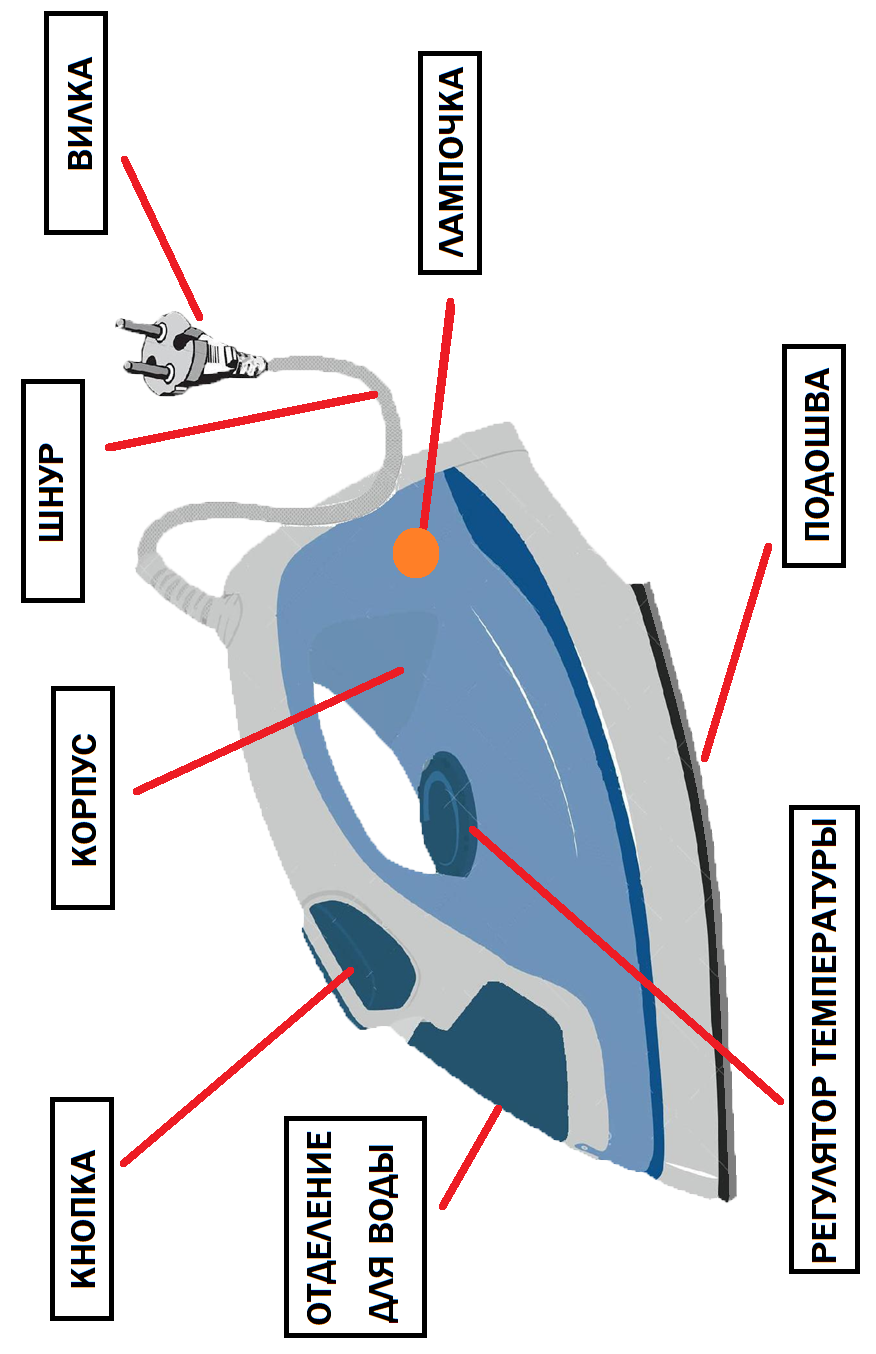 КНОПКА
КОРПУС
ШНУР
ВИЛКА
ОТДЕЛЕНИЕ
ДЛЯ ВОДЫ
ЛАМПОЧКА
РЕГУЛЯТОР ТЕМПЕРАТУРЫ
ПОДОШВА